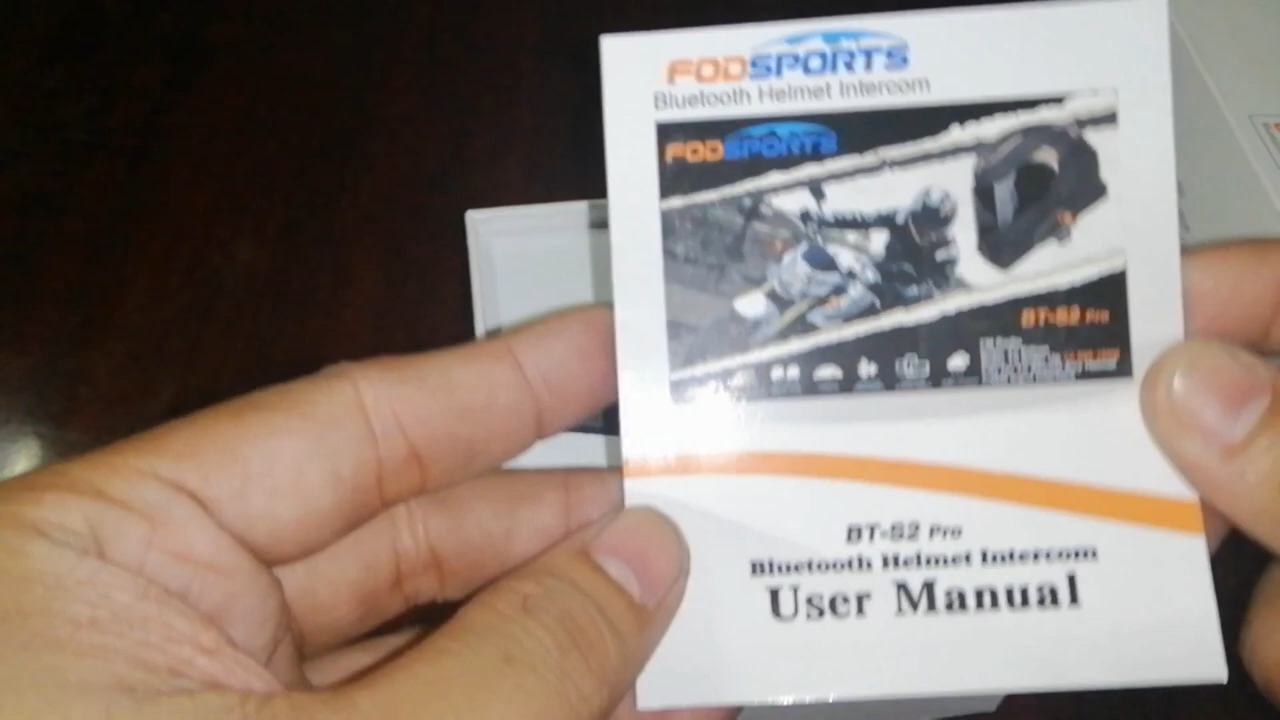 FODSPORTS
Bluetooth Helmet Intercom
FODSPORTS
BT-S2 Pro
BT-S2 Pro
Bluetooth Helmet Intercom
User Manual